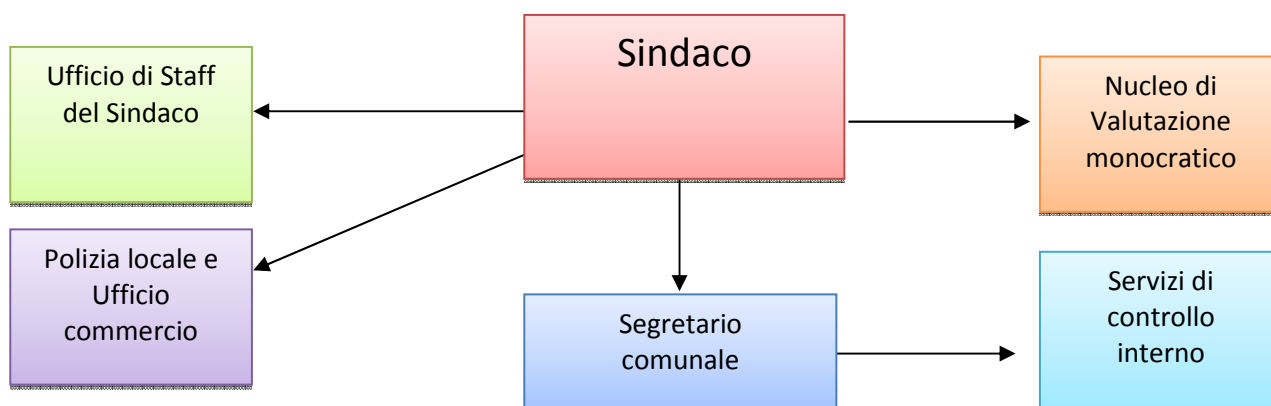 Sindaco
Ufficio di Staff
del Sindaco
Nucleo di
Valutazione
monocratico
Polizia locale e
Ufficio
commercio
Segretario
comunale
Servizi di
controllo
interno